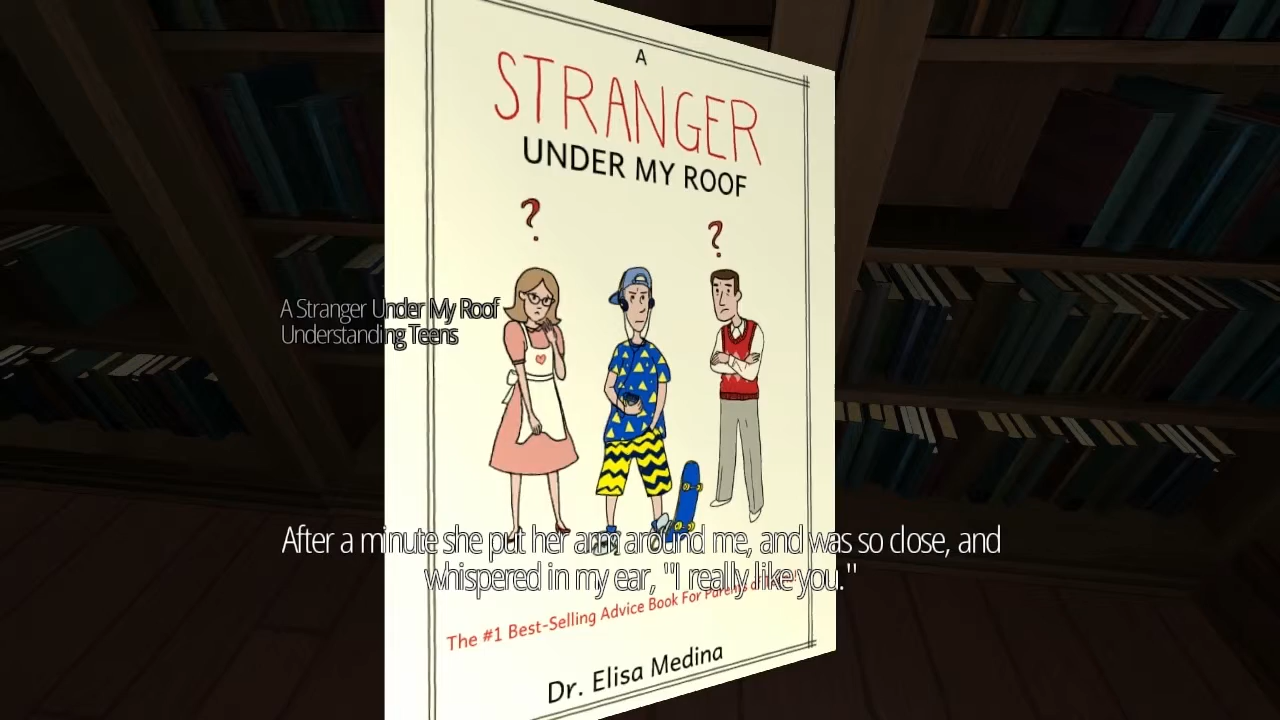 A
STRANGER
UNDER MY ROOF
?
?
A Stranger Under My Roof
Understanding Teens
After a minute she put her arm around me, and was so close, and
whispered in my ear, "I really like you."
The #1 Best-Selling Advice Book For Parents of
Dr. Elisa Medina